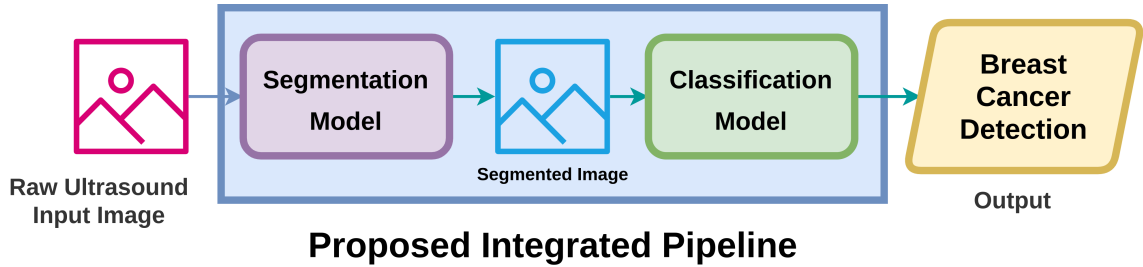 Segmentation
Model
Classification
Model
Breast
Cancer
Detection
Segmented Image
Raw Ultrasound
Input Image
Output
Proposed Integrated Pipeline